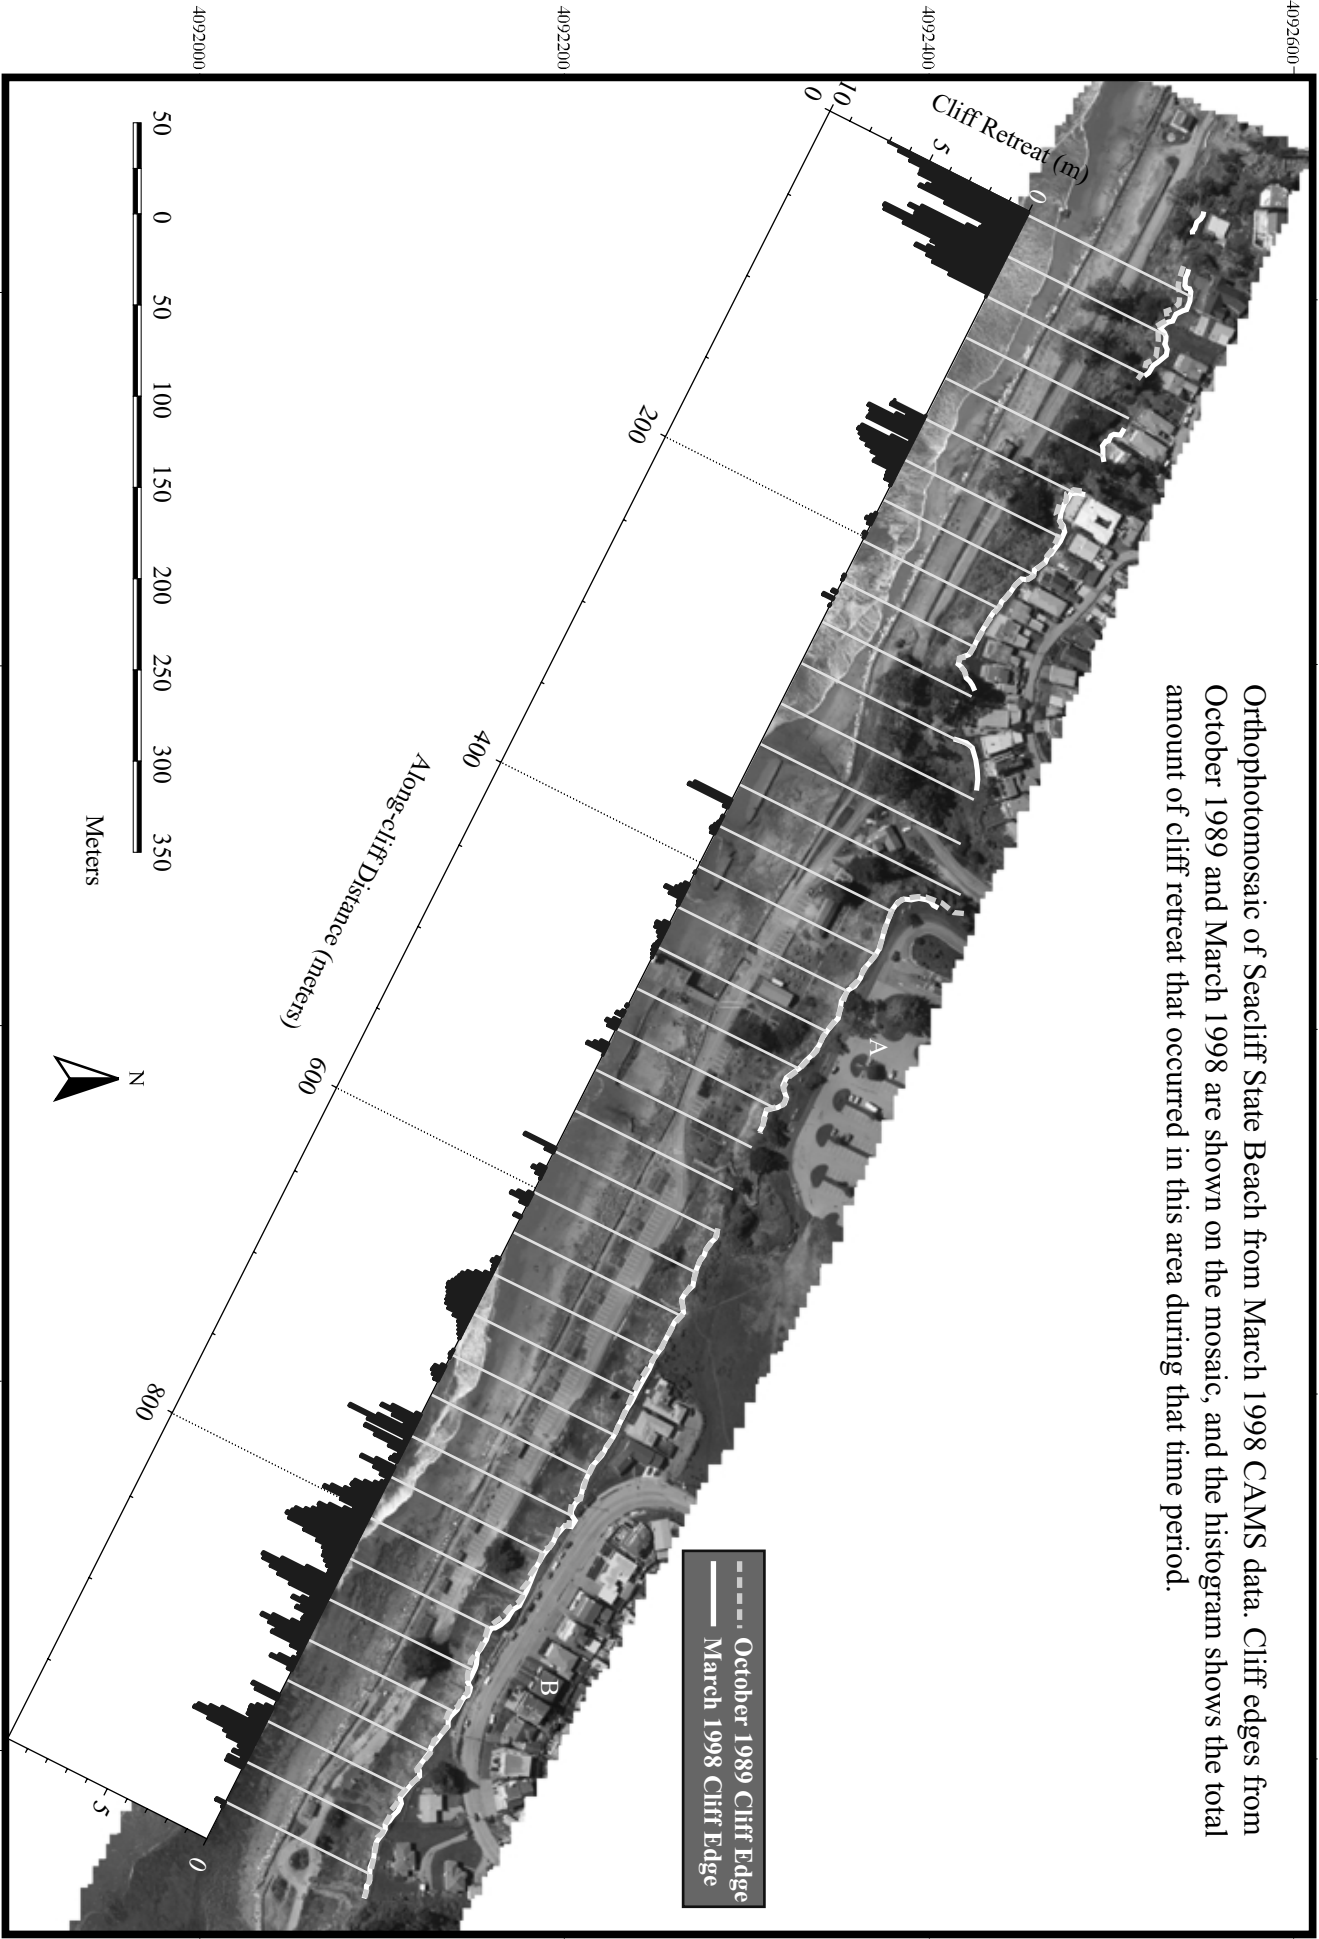 Orthophotomosaic of Seacliff State Beach from March 1998 CAMS data. Cliff edges from
October 1989 and March 1998 are shown on the mosaic, and the histogram shows the total
amount of cliff retreat that occurred in this area during that time period.
4092600
4092400
4092200
4092000
Cliff Retreat (m)
0
5
10
0
200
400
600
800
Along-cliff Distance (meters)
0
5
A
B
October 1989 Cliff Edge
March 1998 Cliff Edge
50 0 50 100 150 200 250 300 350
Meters
N